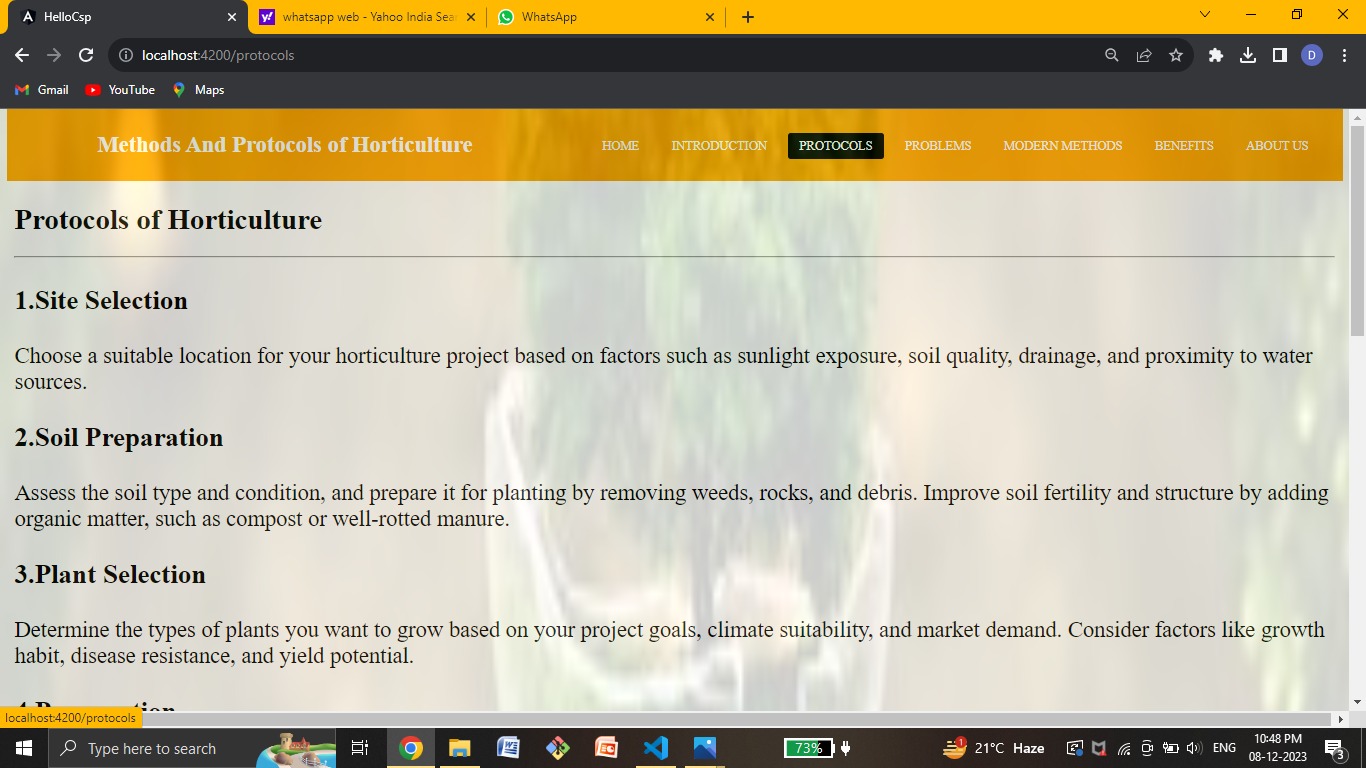 HelloCsp
whatsapp web - Yahoo India Sear
WhatsApp
localhost:4200/protocols
D
Gmail
YouTube
Maps
Methods And Protocols of Horticulture
HOME
INTRODUCTION
PROTOCOLS
PROBLEMS
MODERN METHODS
BENEFITS
ABOUT US
Protocols of Horticulture
1.Site Selection
Choose a suitable location for your horticulture project based on factors such as sunlight exposure, soil quality, drainage, and proximity to water
sources.
2.Soil Preparation
Assess the soil type and condition, and prepare it for planting by removing weeds, rocks, and debris. Improve soil fertility and structure by adding
organic matter, such as compost or well-rotted manure.
3.Plant Selection
Determine the types of plants you want to grow based on your project goals, climate suitability, and market demand. Consider factors like growth
habit, disease resistance, and yield potential.
localhost:4200/protocols
Type here to search
73%
1
21°C Haze
ENG
10:48 PM
08-12-2023
3